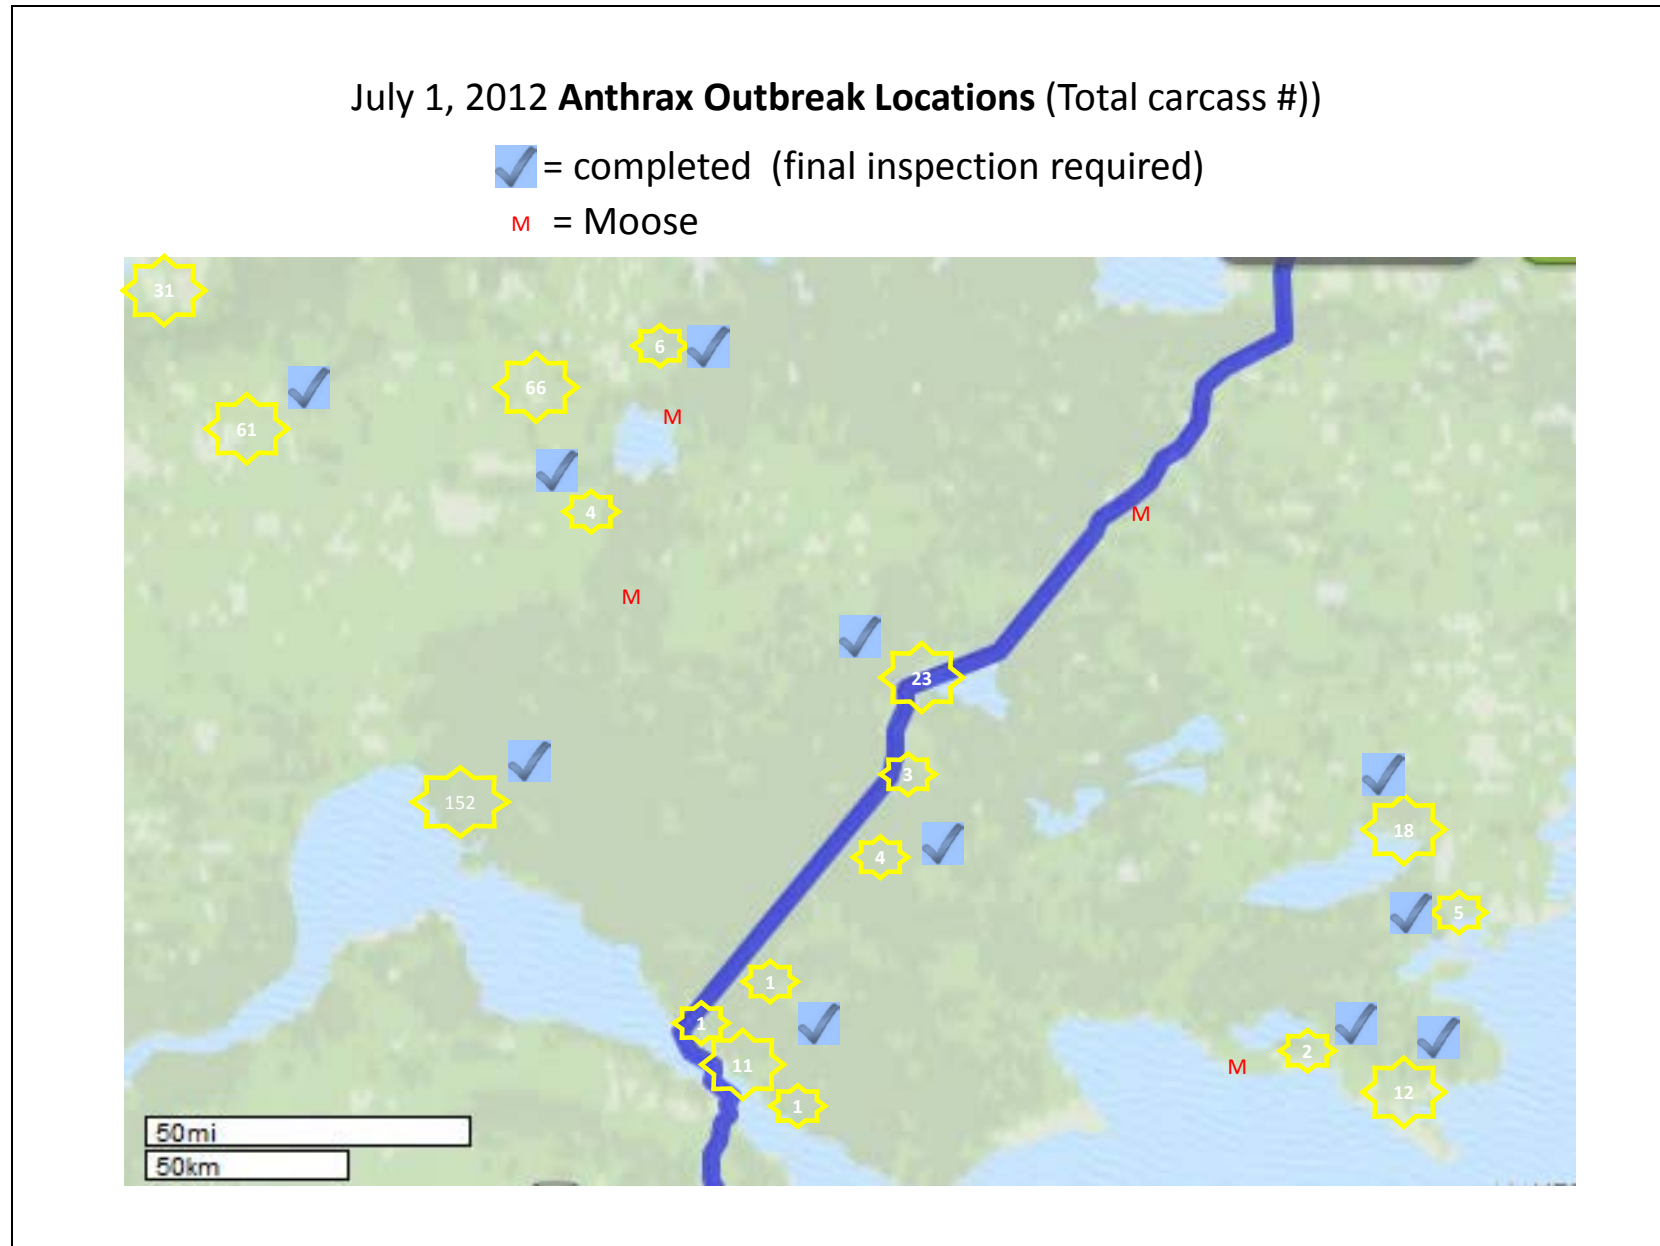 July 1, 2012 Anthrax Outbreak Locations (Total carcass #))
= completed (final inspection required)
M = Moose
31
6
66
M
61
4
M
M
23
3
152
18
4
5
1
1
2
M
11
12
1
50mi
50km